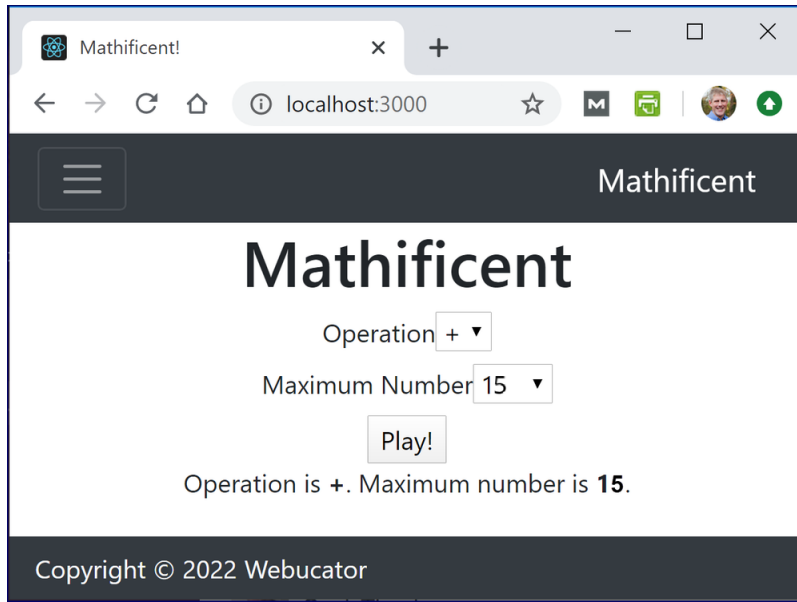 Mathificent!
localhost:3000
Mathificent
Mathificent
Operation + 
Maximum Number 15
Play!
Operation is +. Maximum number is 15.
Copyright © 2022 Webucator